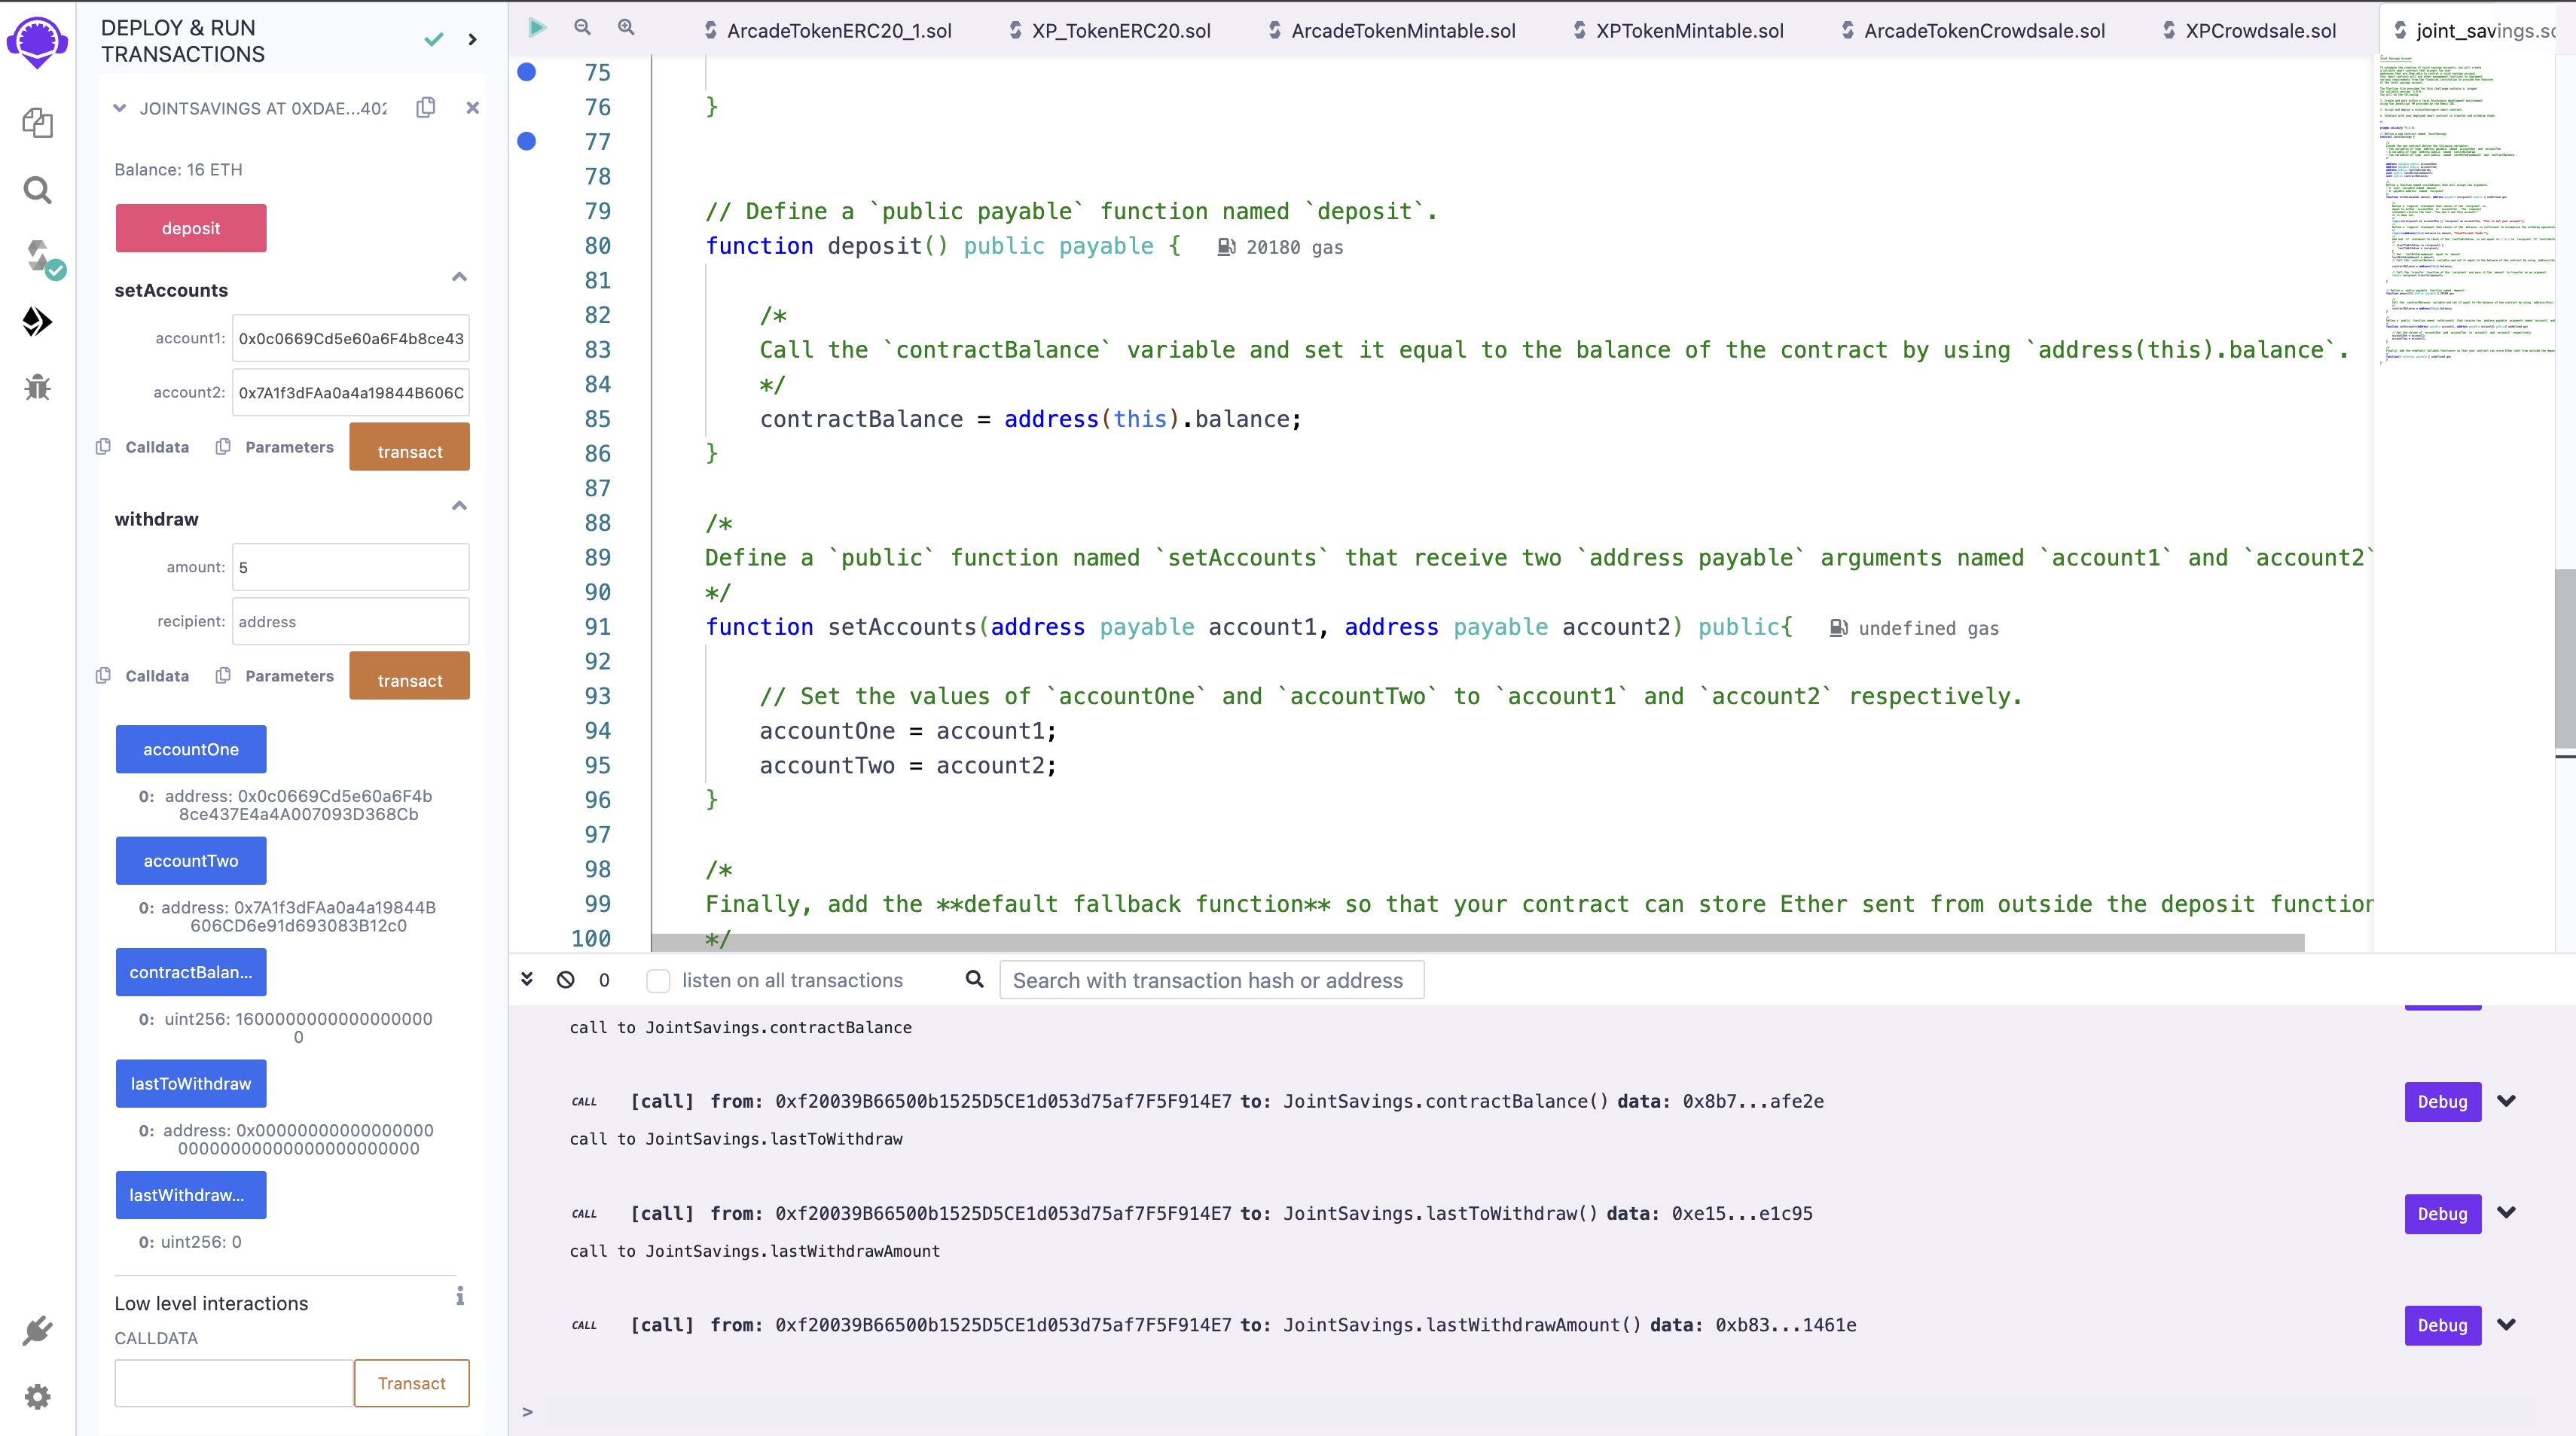 DEPLOY & RUN
TRANSACTIONS
JOINTSAVINGS AT 0XDAE...402
Balance: 16 ETH
deposit
setAccounts
account1: 0x0c0669Cd5e60a6F4b8ce43
account2: 0x7A1f3dFAa0a4a19844B606C
Calldata Parameters transact
withdraw
amount: 5
recipient: address
Calldata Parameters transact
accountOne
0: address: 0x0c0669Cd5e60a6F4b
8ce437E4a4A007093D368Cb
accountTwo
0: address: 0x7A1f3dFAa0a4a19844B
606CD6e91d693083B12c0
contractBalan...
0: uint256: 1600000000000000000
0
lastToWithdraw
0: address: 0x00000000000000000
00000000000000000000000
lastWithdraw...
0: uint256: 0
Low level interactions
CALLDATA
Transact
ArcadeTokenERC20_1.sol XP_TokenERC20.sol ArcadeTokenMintable.sol XPTokenMintable.sol ArcadeTokenCrowdsale.sol XPCrowdsale.sol joint_savings.so
75
76 }
77
78
79 // Define a `public payable` function named `deposit`.
80 function deposit() public payable { 20180 gas
81
82 /*
83 Call the `contractBalance` variable and set it equal to the balance of the contract by using `address(this).balance`.
84 */
85 contractBalance = address(this).balance;
86 }
87
88 /*
89 Define a `public` function named `setAccounts` that receive two `address payable` arguments named `account1` and `account2`
90 */
91 function setAccounts(address payable account1, address payable account2) public{ undefined gas
92
93 // Set the values of `accountOne` and `accountTwo` to `account1` and `account2` respectively.
94 accountOne = account1;
95 accountTwo = account2;
96 }
97
98 /*
99 Finally, add the **default fallback function** so that your contract can store Ether sent from outside the deposit function
100 */
0 listen on all transactions Search with transaction hash or address
call to JointSavings.contractBalance
CALL [call] from: 0xf20039B66500b1525D5CE1d053d75af7F5F914E7 to: JointSavings.contractBalance() data: 0x8b7...afe2e Debug
call to JointSavings.lastToWithdraw
CALL [call] from: 0xf20039B66500b1525D5CE1d053d75af7F5F914E7 to: JointSavings.lastToWithdraw() data: 0xe15...e1c95 Debug
call to JointSavings.lastWithdrawAmount
CALL [call] from: 0xf20039B66500b1525D5CE1d053d75af7F5F914E7 to: JointSavings.lastWithdrawAmount() data: 0xb83...1461e Debug
>